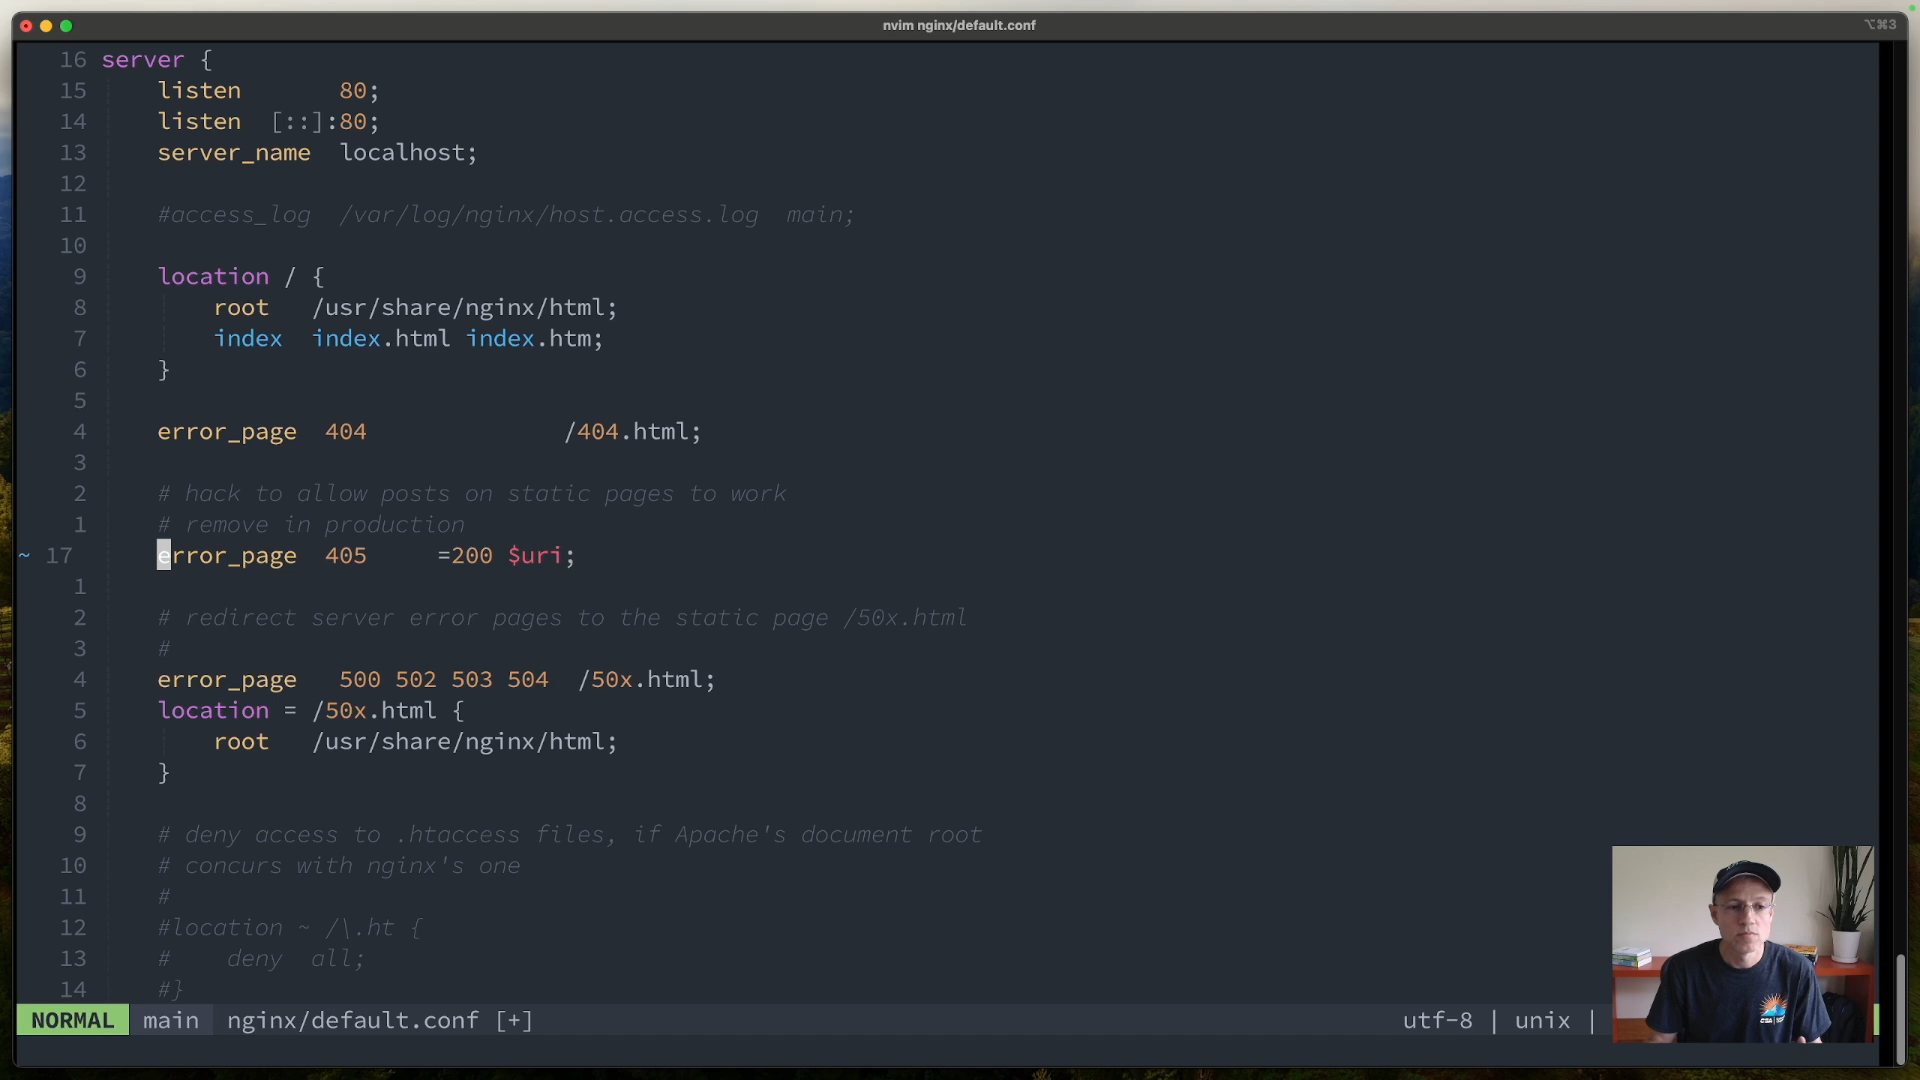 nvim nginx/default.conf
⌥⌘3
16 server {
15     listen       80;
14     listen  [::]:80;
13     server_name  localhost;
12
11     #access_log  /var/log/nginx/host.access.log  main;
10
9     location / {
8         root   /usr/share/nginx/html;
7         index  index.html index.htm;
6     }
5
4     error_page  404              /404.html;
3
2     # hack to allow posts on static pages to work
1     # remove in production
~ 17     error_page  405     =200 $uri;
1
2     # redirect server error pages to the static page /50x.html
3     #
4     error_page   500 502 503 504  /50x.html;
5     location = /50x.html {
6         root   /usr/share/nginx/html;
7     }
8
9     # deny access to .htaccess files, if Apache's document root
10     # concurs with nginx's one
11     #
12     #location ~ /\.ht {
13     #    deny  all;
14     #}
NORMAL main nginx/default.conf [+] utf-8 | unix |